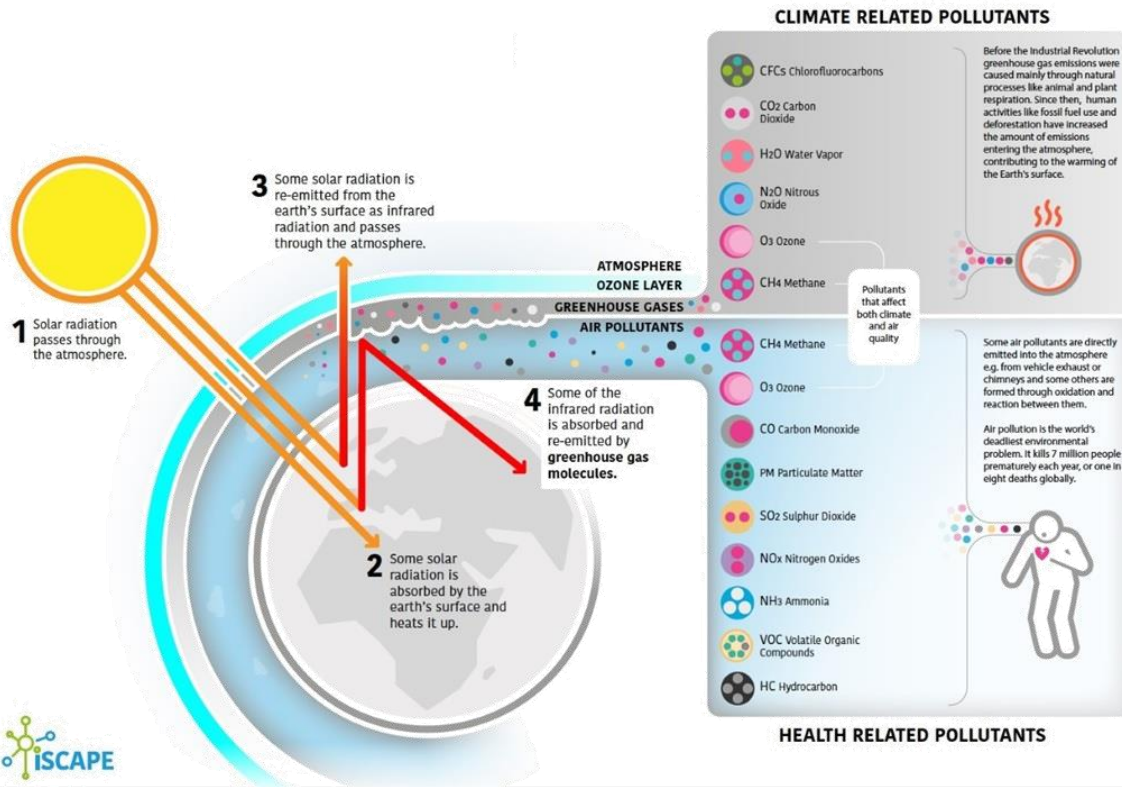 CLIMATE RELATED POLLUTANTS
CFCs Chlorofluorocarbons
CO2 Carbon
Dioxide
H2O Water Vapor
N2O Nitrous
Oxide
O3 Ozone
CH4 Methane
Before the Industrial Revolution
greenhouse gas emissions were
caused mainly through natural
processes like animal and plant
respiration. Since then, human
activities like fossil fuel use and
deforestation have increased
the amount of emissions
entering the atmosphere,
contributing to the warming of
the Earth's surface.
Pollutants
that affect
both climate
and air
quality
1 Solar radiation
passes through
the atmosphere.
3 Some solar radiation is
re-emitted from the
earth's surface as infrared
radiation and passes
through the atmosphere.
ATMOSPHERE
OZONE LAYER
GREENHOUSE GASES
AIR POLLUTANTS
4 Some of the
infrared radiation
is absorbed and
re-emitted by
greenhouse gas
molecules.
2 Some solar
radiation is
absorbed by the
earth's surface and
heats it up.
CH4 Methane
O3 Ozone
CO Carbon Monoxide
PM Particulate Matter
SO2 Sulphur Dioxide
NOx Nitrogen Oxides
NH3 Ammonia
VOC Volatile Organic
Compounds
HC Hydrocarbon
Some air pollutants are directly
emitted into the atmosphere
e.g. from vehicle exhaust or
chimneys and some others are
formed through oxidation and
reaction between them.
Air pollution is the world's
deadliest environmental
problem. It kills 7 million people
prematurely each year, or one in
eight deaths globally.
HEALTH RELATED POLLUTANTS
iSCAPE